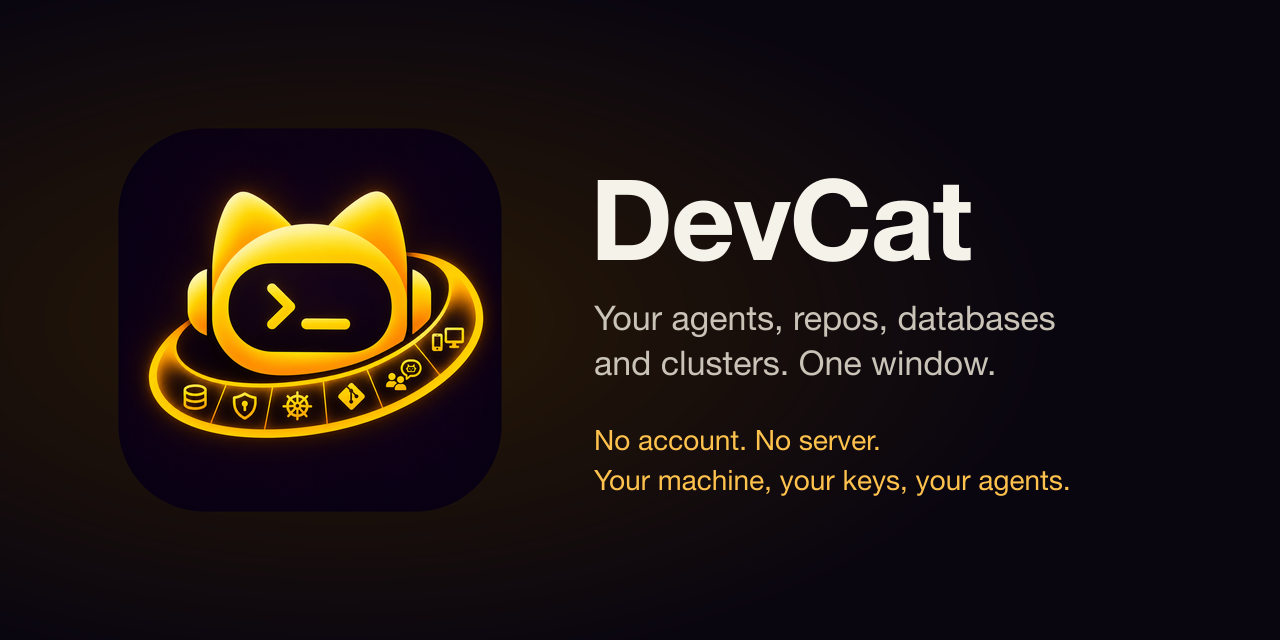 DevCat
Your agents, repos, databases
and clusters. One window.
No account. No server.
Your machine, your keys, your agents.